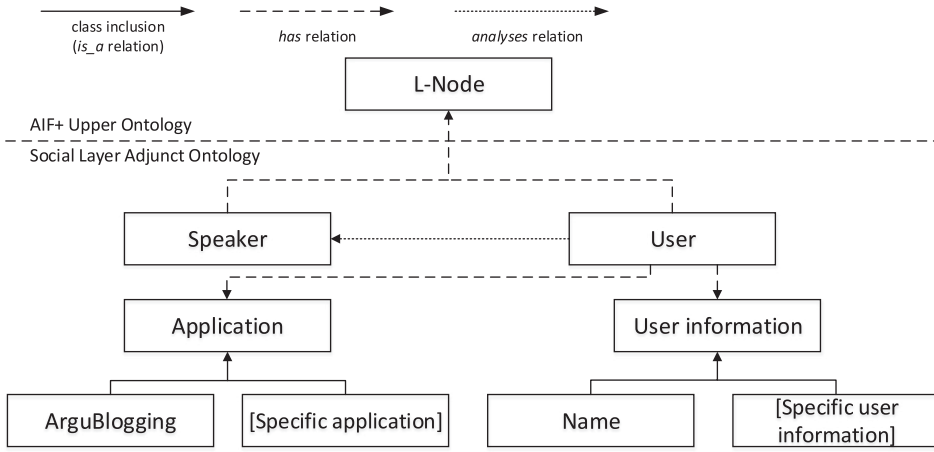 class inclusion
(is_a relation)
has relation
analyses relation
L-Node
AIF+ Upper Ontology
Social Layer Adjunct Ontology
Speaker
User
Application
User information
ArguBlogging
[Specific application]
Name
[Specific user
information]